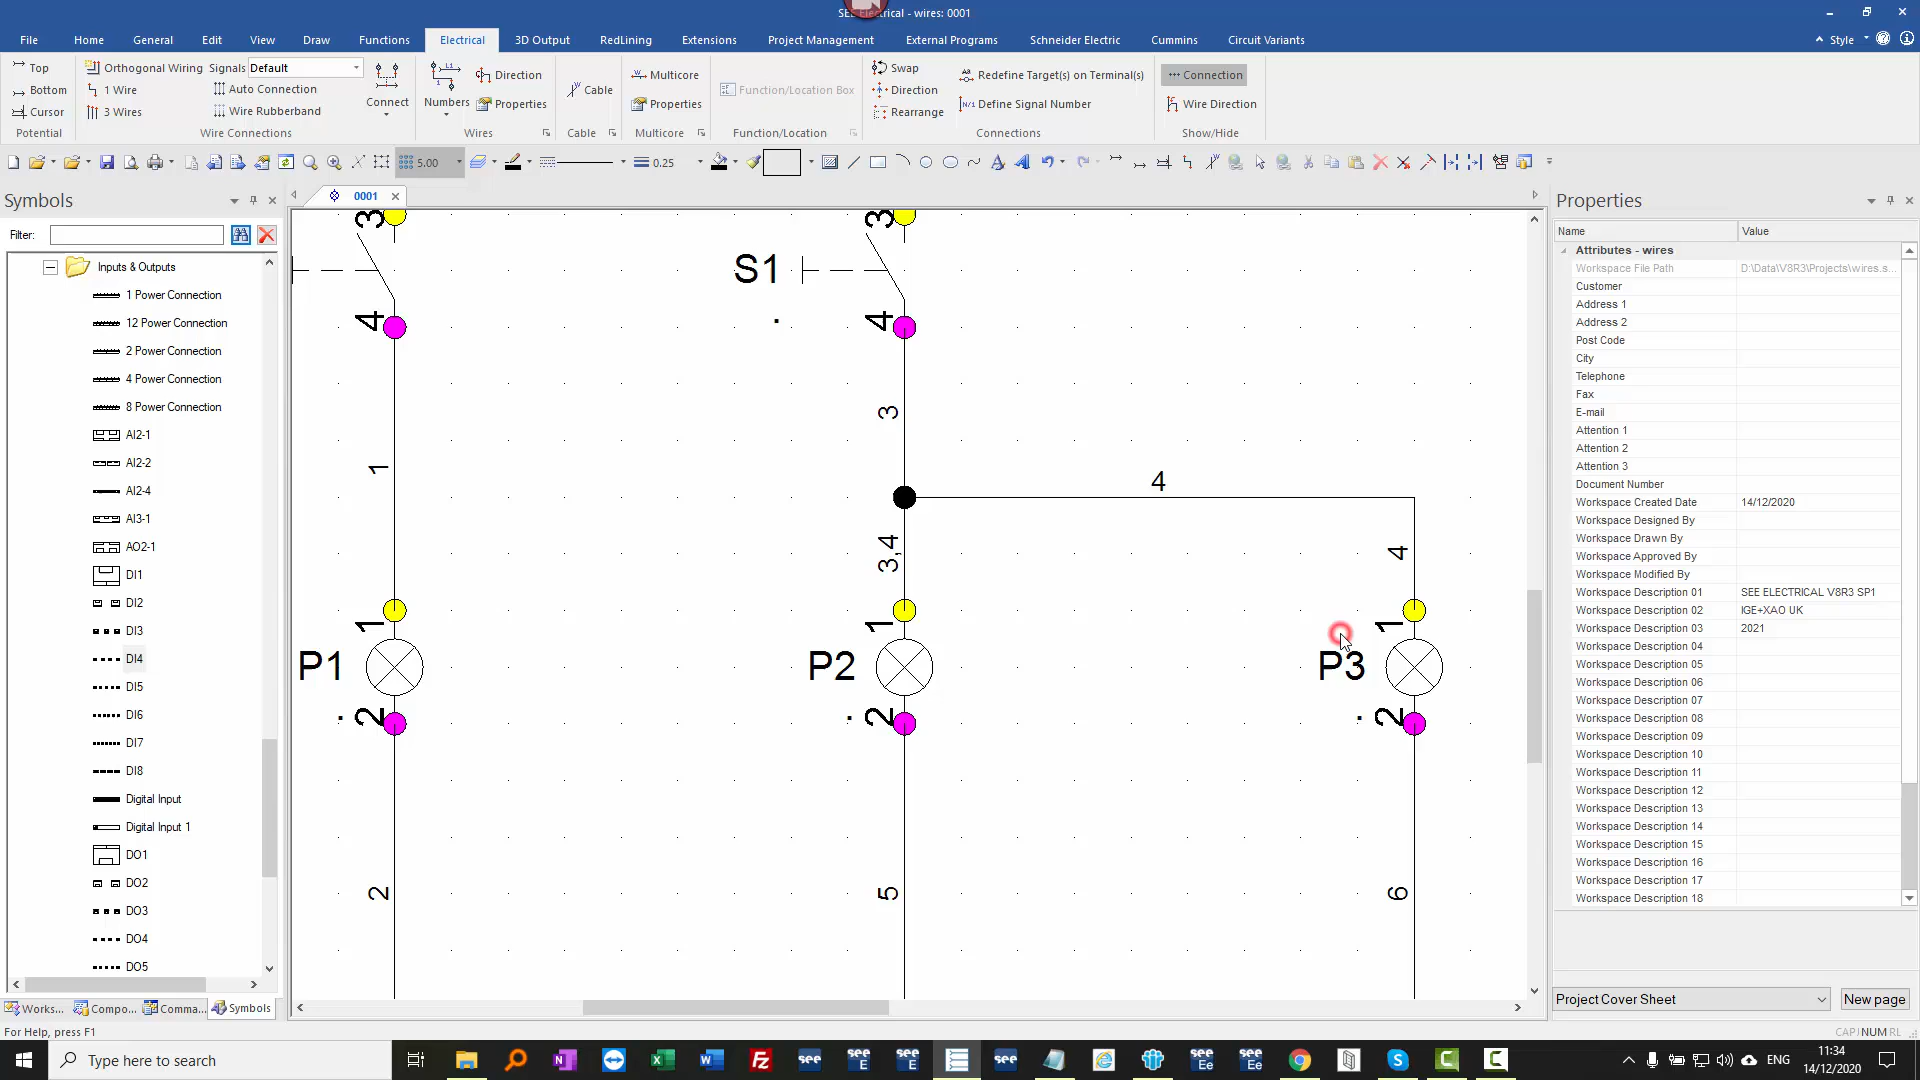 SEE Electrical - wires: 0001
File Home General Edit View Draw Functions Electrical 3D Output RedLining Extensions Project Management External Programs Schneider Electric Cummins Circuit Variants Style
Top Orthogonal Wiring Signals Default Direction Multicore Swap Redefine Target(s) on Terminal(s) Connection
Bottom 1 Wire Auto Connection Connect Numbers Cable Function/Location Box Direction
Cursor 3 Wires Wire Rubberband Properties Properties Rearrange Define Signal Number Wire Direction
Potential Wire Connections Wires Cable Multicore Function/Location Connections Show/Hide
5.00 0.25
Symbols
Filter:
Inputs & Outputs
1 Power Connection
12 Power Connection
2 Power Connection
4 Power Connection
8 Power Connection
AI2-1
AI2-2
AI2-4
AI3-1
AO2-1
DI1
DI2
DI3
DI4
DI5
DI6
DI7
DI8
Digital Input
Digital Input 1
DO1
DO2
DO3
DO4
DO5
Works... Compo... Comma... Symbols
0001
3 3
S1
4 4
3
1
4
3,4 4
1 1 1
P1 P2 P3
2 2 2
2 5 6
Properties
Name Value
Attributes - wires
Workspace File Path D:\Data\V8R3\Projects\wires.s...
Customer
Address 1
Address 2
Post Code
City
Telephone
Fax
E-mail
Attention 1
Attention 2
Attention 3
Document Number
Workspace Created Date 14/12/2020
Workspace Designed By
Workspace Drawn By
Workspace Approved By
Workspace Modified By
Workspace Description 01 SEE ELECTRICAL V8R3 SP1
Workspace Description 02 IGE+XAO UK
Workspace Description 03 2021
Workspace Description 04
Workspace Description 05
Workspace Description 06
Workspace Description 07
Workspace Description 08
Workspace Description 09
Workspace Description 10
Workspace Description 11
Workspace Description 12
Workspace Description 13
Workspace Description 14
Workspace Description 15
Workspace Description 16
Workspace Description 17
Workspace Description 18
Project Cover Sheet New page
For Help, press F1
CAP NUM RL
Type here to search
see see E see E see see Ee see Ee
ENG
11:34
14/12/2020